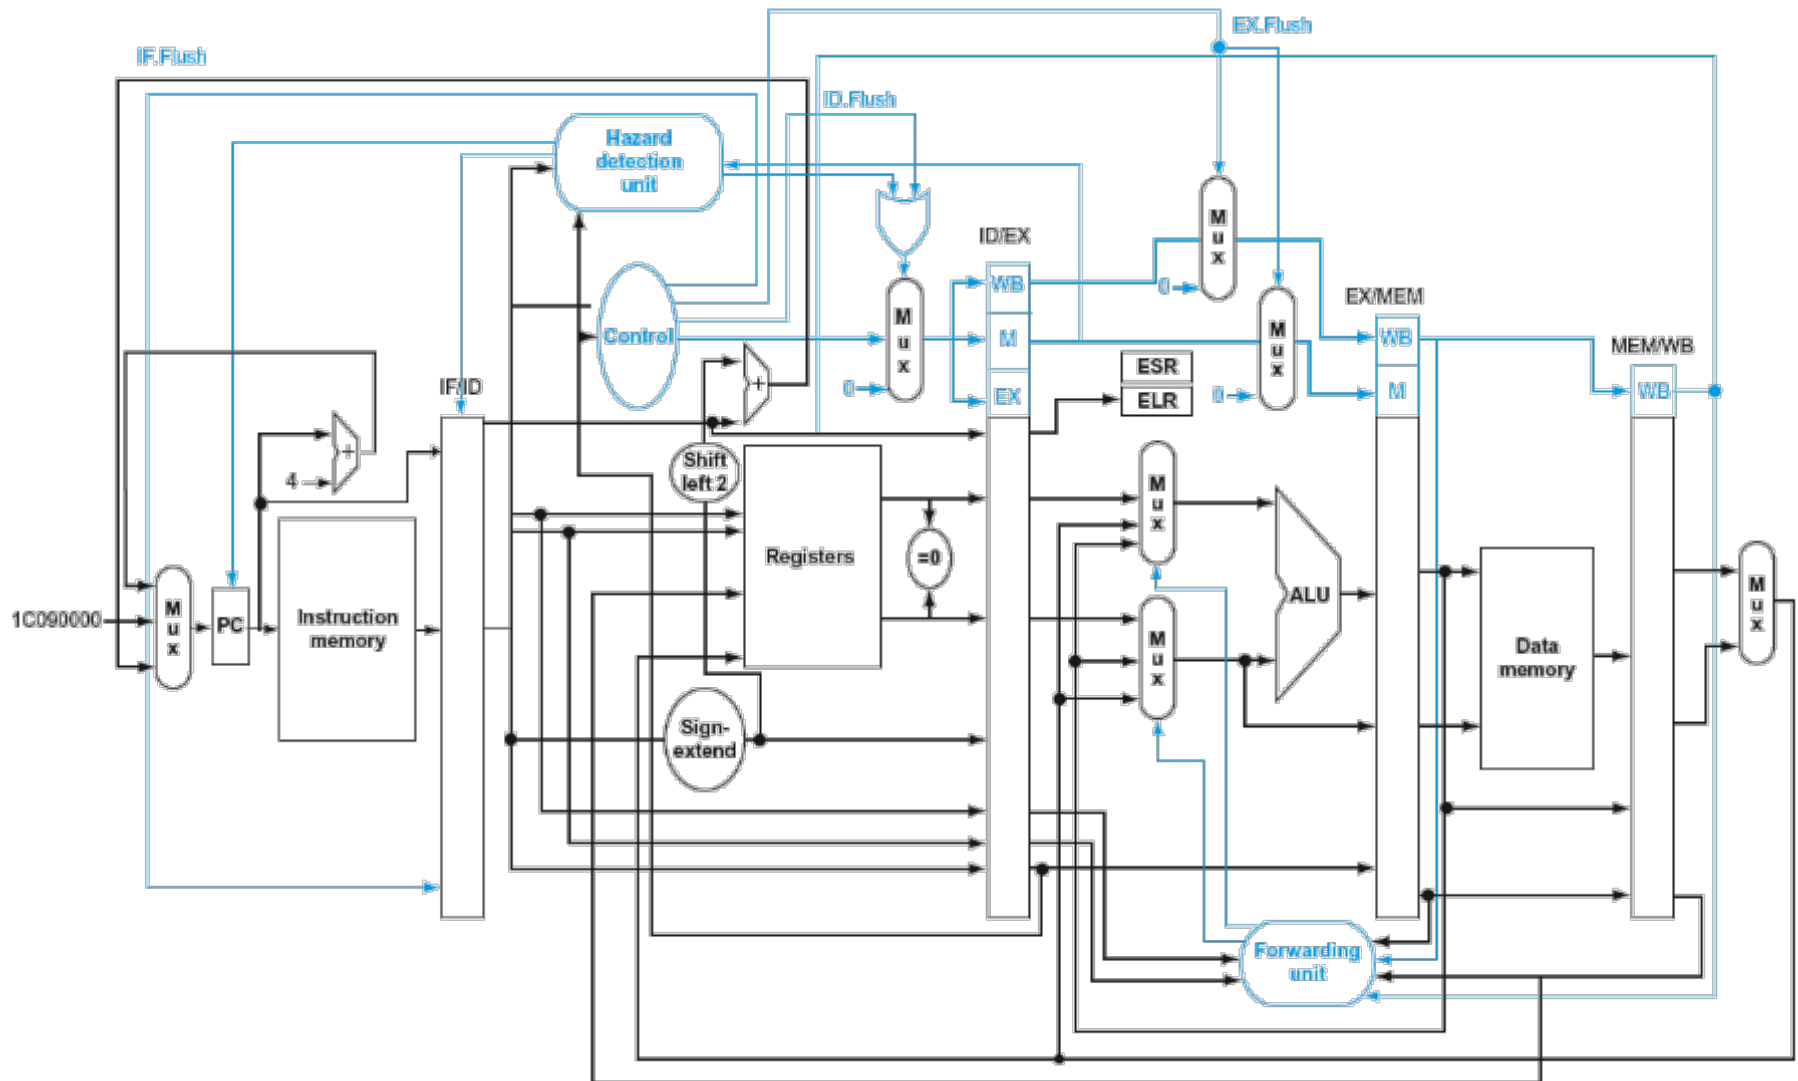 EX.Flush
IF.Flush
ID.Flush
Hazard
detection
unit
M
u
x
ID/EX
WB
0
M
u
x
EX/MEM
Control
M
u
x
M
WB
MEM/WB
ESR
0
EX
ELR
0
M
WB
IF/ID
+
+
4
Shift
left 2
M
u
x
Registers
=0
1C090000
M
u
x
PC
Instruction
memory
ALU
M
u
x
Data
memory
M
u
x
Sign-
extend
Forwarding
unit